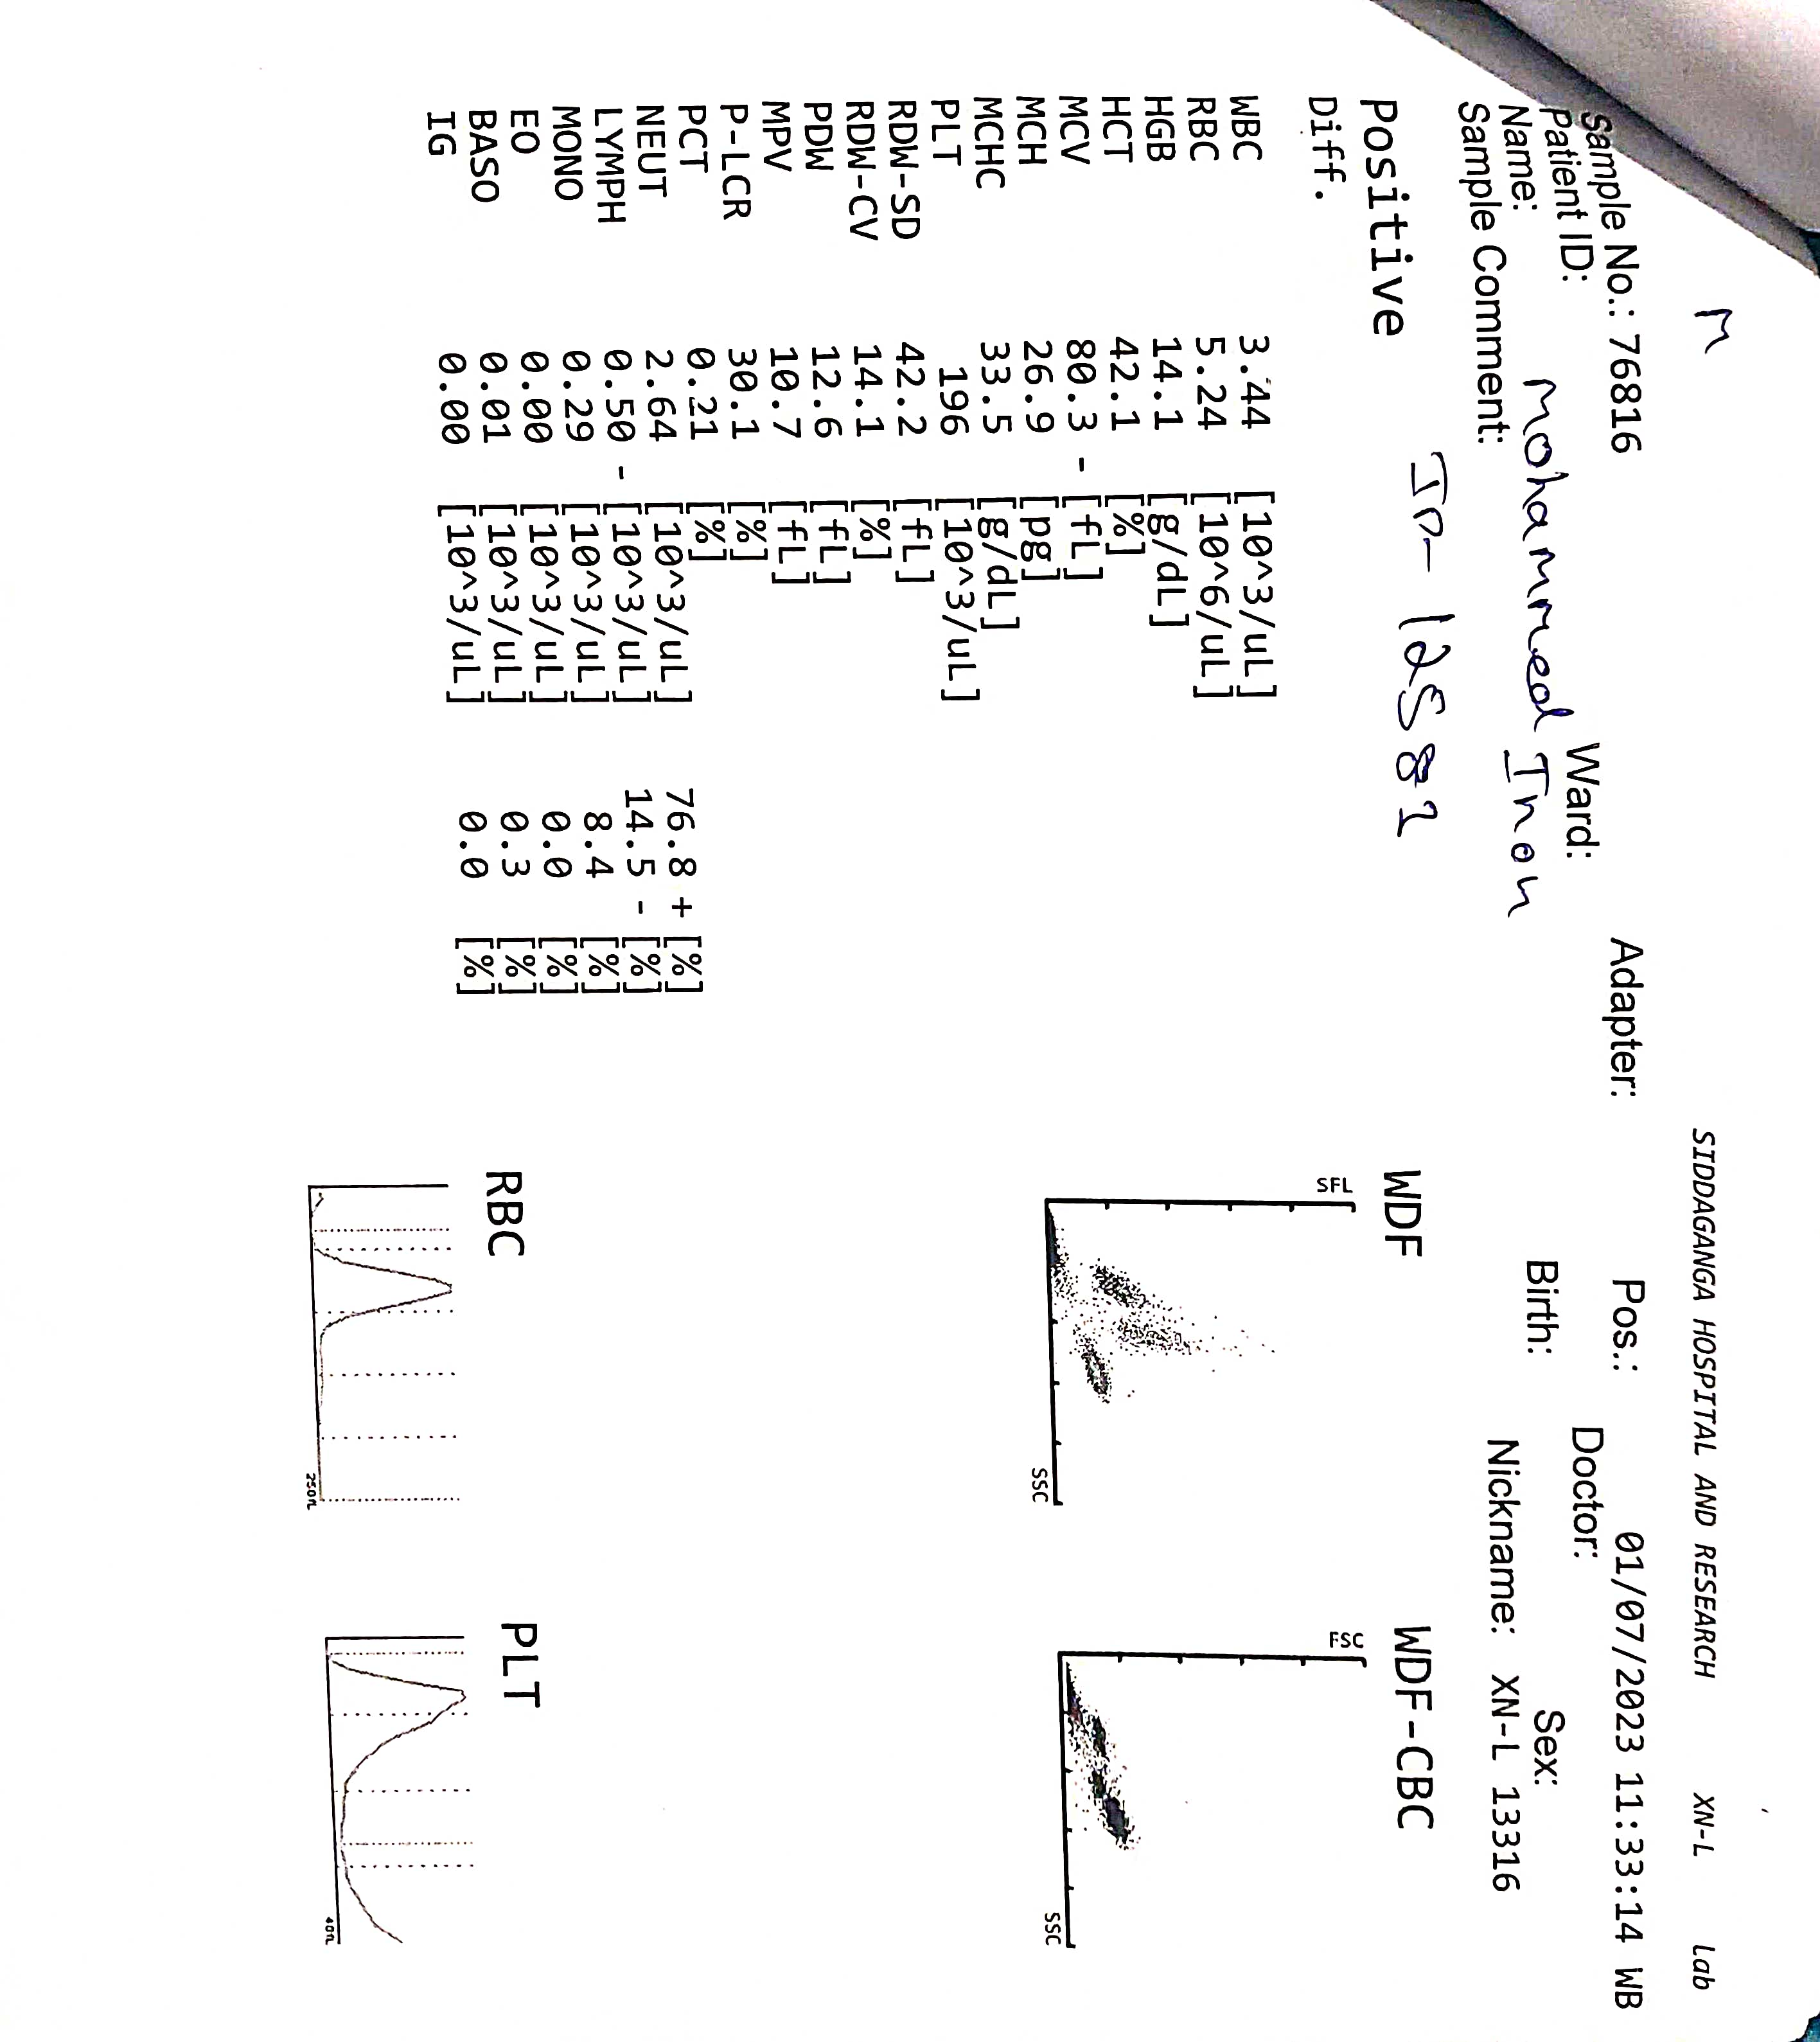 SIDDAGANGA HOSPITAL AND RESEARCH XN-L Lab
M
Sample No.: 76816 Adapter: Pos.: 01/07/2023 11:33:14 WB
Patient ID: Ward: Doctor:
Name: Mohammed Birth: Sex:
Sample Comment: Nickname: XN-L 13316
IP- 12581
Positive
Diff. WDF WDF-CBC
WBC 3.44 [10^3/uL]
RBC 5.24 [10^6/uL]
HGB 14.1 [g/dL]
HCT 42.1 [%]
MCV 80.3 - [fL]
MCH 26.9 [pg]
MCHC 33.5 [g/dL]
PLT 196 [10^3/uL]
RDW-SD 42.2 [fL]
RDW-CV 14.1 [%]
PDW 12.6 [fL]
MPV 10.7 [fL]
P-LCR 30.1 [%]
PCT 0.21 [%]
NEUT 2.64 [10^3/uL] 76.8 + [%]
LYMPH 0.50 - [10^3/uL] 14.5 - [%]
MONO 0.29 [10^3/uL] 8.4 [%]
EO 0.00 [10^3/uL] 0.0 [%]
BASO 0.01 [10^3/uL] 0.3 [%]
IG 0.00 [10^3/uL] 0.0 [%]
SFL
SSC
FSC
SSC
RBC PLT
250fL
40fL